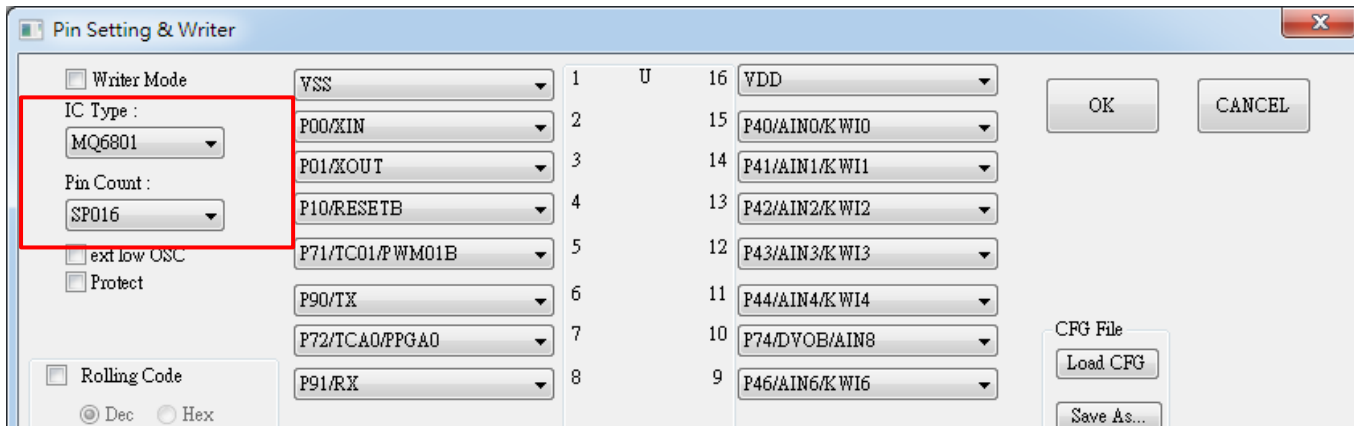 Pin Setting & Writer
Writer Mode
IC Type :
MQ6801
Pin Count :
SP016
ext low OSC
Protect
Rolling Code
Dec Hex
VSS 1 U 16 VDD
P00/XIN 2 15 P40/AIN0/KWI0
P01/XOUT 3 14 P41/AIN1/KWI1
P10/RESETB 4 13 P42/AIN2/KWI2
P71/TC01/PWM01B 5 12 P43/AIN3/KWI3
P90/TX 6 11 P44/AIN4/KWI4
P72/TCA0/PPGA0 7 10 P74/DVOB/AIN8
P91/RX 8 9 P46/AIN6/KWI6
OK CANCEL
CFG File
Load CFG
Save As...